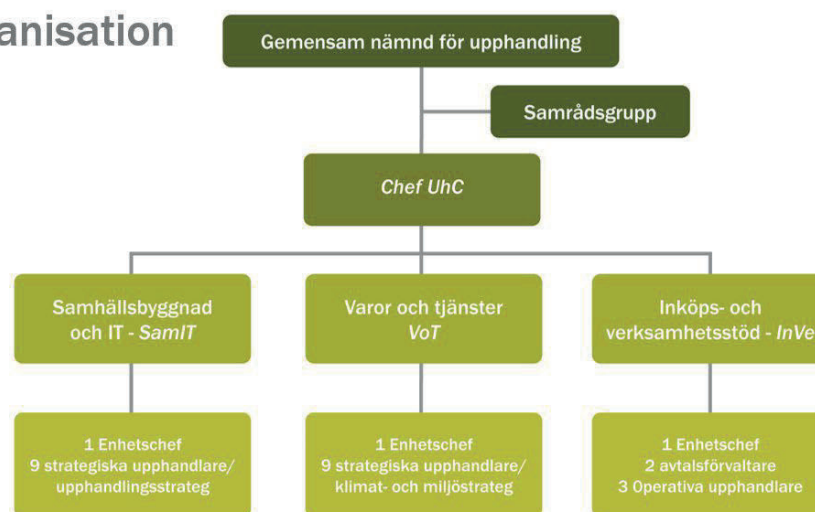 anisation
Gemensam nämnd för upphandling
Samrådsgrupp
Chef UhC
Samhällsbyggnad
och IT - SamIT
Varor och tjänster
VoT
Inköps- och
verksamhetsstöd - InVe
1 Enhetschef
9 strategiska upphandlare/
upphandlingsstrateg
1 Enhetschef
9 strategiska upphandlare/
klimat- och miljöstrateg
1 Enhetschef
2 avtalsförvaltare
3 Operativa upphandlare